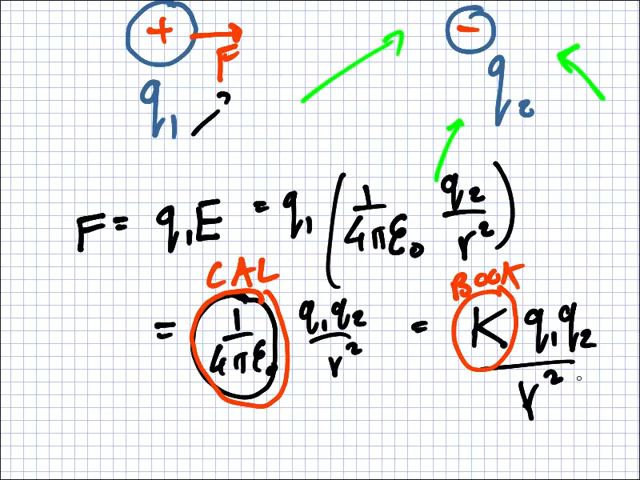 + −
F
q₁ q₂
F = q₁E = q₁ ( 1/4πε₀ q₂/r² )
CAL BOOK
= 1/4πε₀ q₁q₂/r² = K q₁q₂/r²